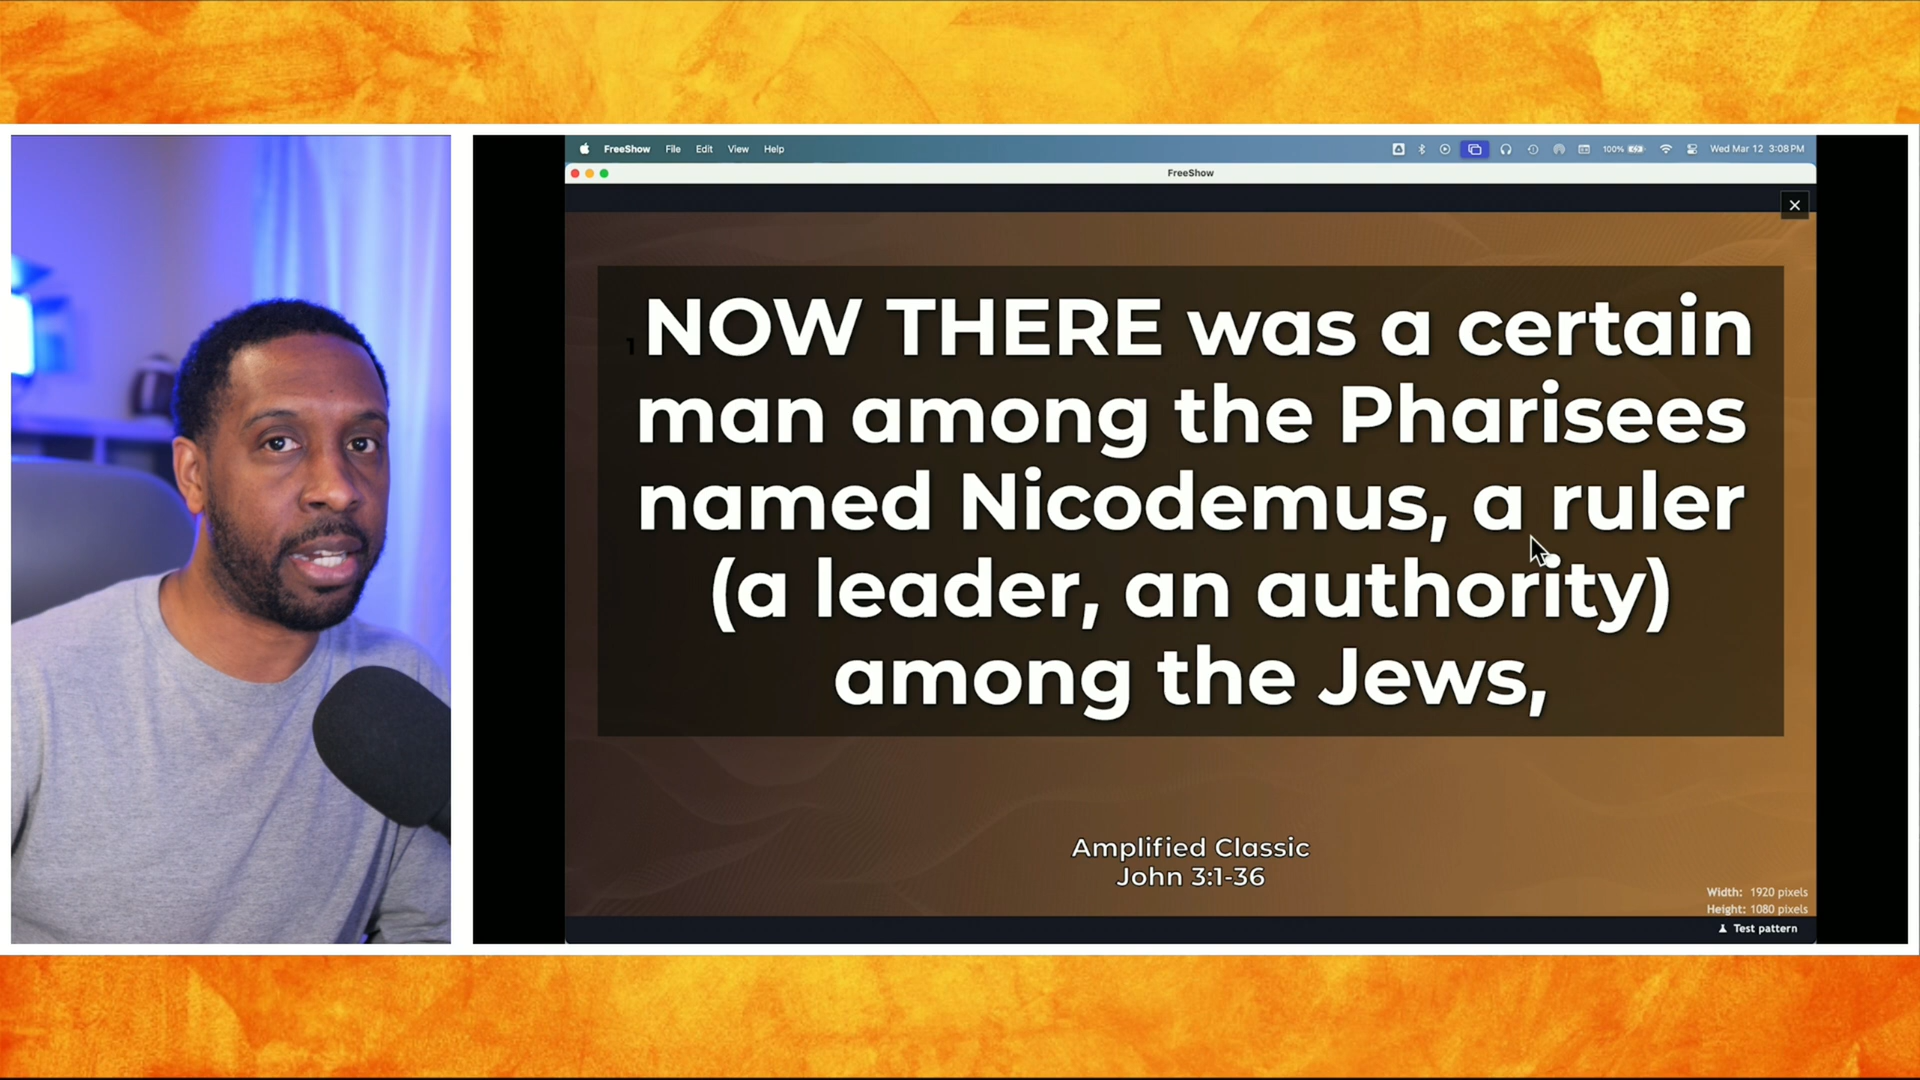 FreeShow File Edit View Help 100% Wed Mar 12 3:08 PM
FreeShow
1 NOW THERE was a certain
man among the Pharisees
named Nicodemus, a ruler
(a leader, an authority)
among the Jews,
Amplified Classic
John 3:1-36
Width: 1920 pixels
Height: 1080 pixels
Test pattern